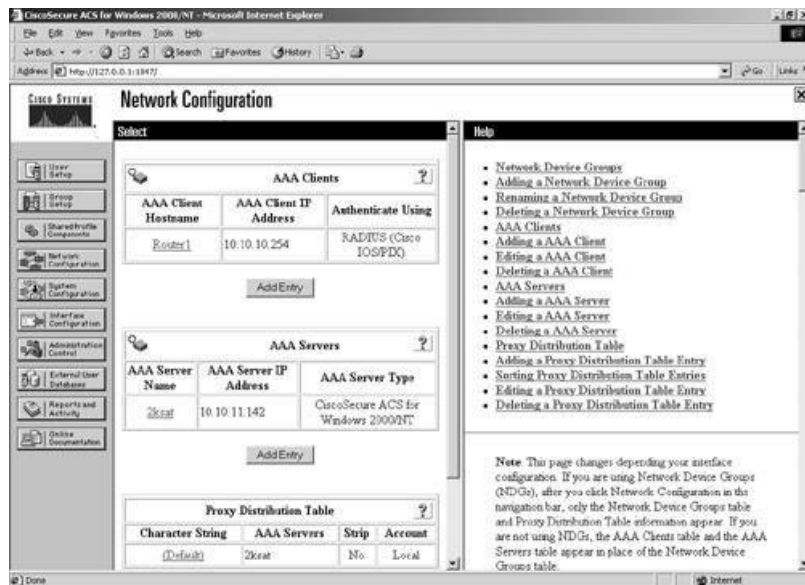 CiscoSecure ACS for Windows 2000/NT - Microsoft Internet Explorer
File Edit View Favorites Tools Help
Back Search Favorites History
Address http://127.0.0.1:1847/ Go Links
CISCO SYSTEMS
Network Configuration
User Setup
Group Setup
Shared Profile Components
Network Configuration
System Configuration
Interface Configuration
Administration Control
External User Databases
Reports and Activity
Online Documentation
Select
AAA Clients ?
AAA Client Hostname AAA Client IP Address Authenticate Using
Router1 10.10.10.254 RADIUS (Cisco IOS/PIX)
Add Entry
AAA Servers ?
AAA Server Name AAA Server IP Address AAA Server Type
2ksat 10.10.11.142 CiscoSecure ACS for Windows 2000/NT
Add Entry
Proxy Distribution Table ?
Character String AAA Servers Strip Account
(Default) 2ksat No Local
Help
Network Device Groups
Adding a Network Device Group
Renaming a Network Device Group
Deleting a Network Device Group
AAA Clients
Adding a AAA Client
Editing a AAA Client
Deleting a AAA Client
AAA Servers
Adding a AAA Server
Editing a AAA Server
Deleting a AAA Server
Proxy Distribution Table
Adding a Proxy Distribution Table Entry
Sorting Proxy Distribution Table Entries
Editing a Proxy Distribution Table Entry
Deleting a Proxy Distribution Table Entry
Note: This page changes depending your interface
configuration. If you are using Network Device Groups
(NDGs), after you click Network Configuration in the
navigation bar, only the Network Device Groups table
and Proxy Distribution Table information appear. If you
are not using NDGs, the AAA Clients table and the AAA
Servers table appear in place of the Network Device
Groups table.
Done
Internet